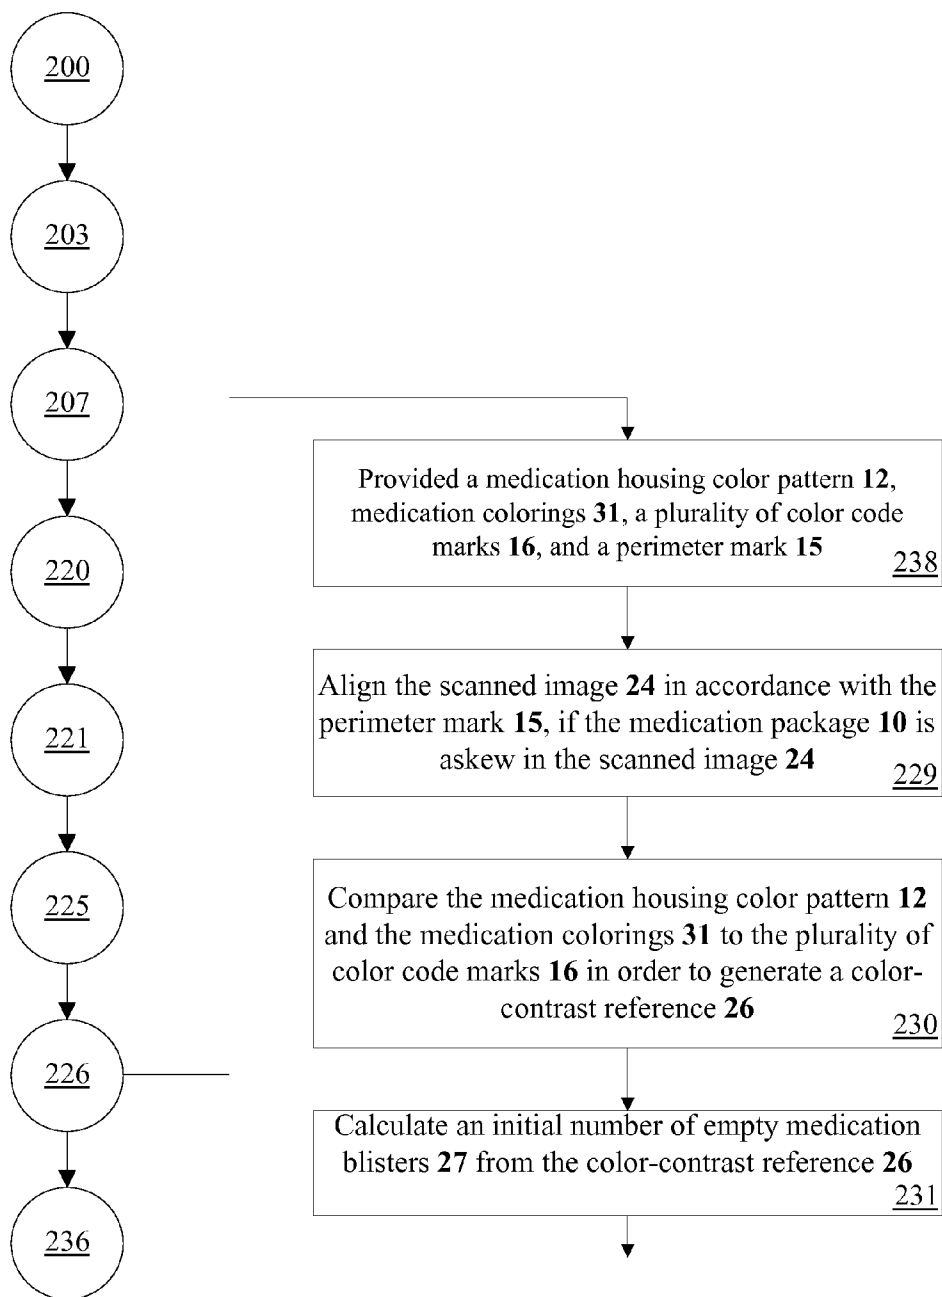 200
203
207
220
221
225
226
236
Provided a medication housing color pattern 12,
medication colorings 31, a plurality of color code
marks 16, and a perimeter mark 15
238
Align the scanned image 24 in accordance with the
perimeter mark 15, if the medication package 10 is
askew in the scanned image 24
229
Compare the medication housing color pattern 12
and the medication colorings 31 to the plurality of
color code marks 16 in order to generate a color-
contrast reference 26
230
Calculate an initial number of empty medication
blisters 27 from the color-contrast reference 26
231